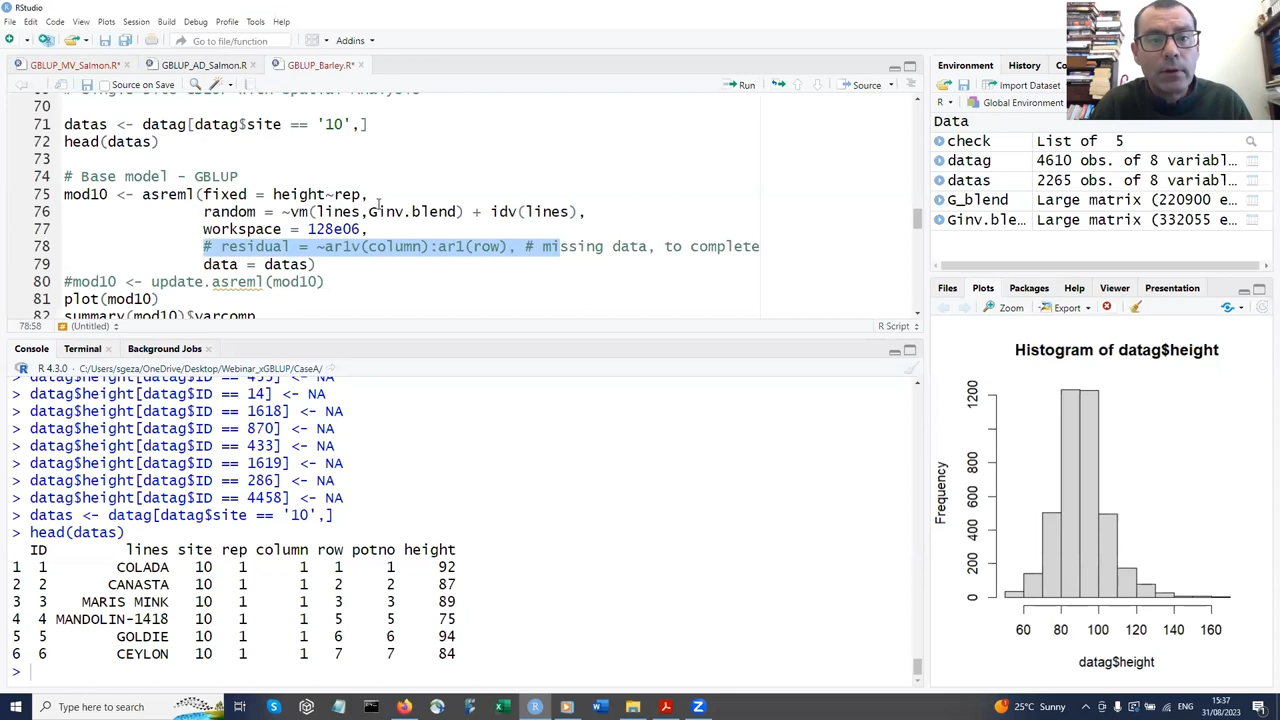 RStudio
File Edit Code View Plots Session Build Debug Profile Tools Help
Go to file/function
Addins
GBLUP_MV_Salmon.R*
GBLUP_AD_Salmon.R
GBLUP_Barley.R*
Source on Save
Run
Source
70
71 datas <- datag[datag$site == '10',]
72 head(datas)
73
74 # Base model - GBLUP
75 mod10 <- asreml(fixed = height~rep,
76 random = ~vm(lines,Ginv.blend) + idv(lines),
77 workspace = 128e06,
78 # residual = ~ar1v(column):ar1(row), # missing data, to complete
79 data = datas)
80 #mod10 <- update.asreml(mod10)
81 plot(mod10)
82 summary(mod10)$varcomp
78:58 (Untitled) R Script
Console Terminal Background Jobs
R 4.3.0 · C:/Users/sgeza/OneDrive/Desktop/Webinar_xGBLUP/CaseA/
> datag$height[datag$ID == 14] <- NA
> datag$height[datag$ID == 1618] <- NA
> datag$height[datag$ID == 870] <- NA
> datag$height[datag$ID == 433] <- NA
> datag$height[datag$ID == 1619] <- NA
> datag$height[datag$ID == 286] <- NA
> datag$height[datag$ID == 4458] <- NA
> datas <- datag[datag$site == '10',]
> head(datas)
ID lines site rep column row potno height
1 1 COLADA 10 1 1 1 1 92
2 2 CANASTA 10 1 1 2 2 87
3 3 MARIS MINK 10 1 1 3 3 89
4 4 MANDOLIN-1418 10 1 1 5 5 75
5 5 GOLDIE 10 1 1 6 6 94
6 6 CEYLON 10 1 1 7 7 84
>
Environment History Co
Import Dataset
R Global Environment
Data
check List of 5
datag 4610 obs. of 8 variabl…
datas 2265 obs. of 8 variabl…
G_blend Large matrix (220900 …
Ginv.ble… Large matrix (332055 …
Files Plots Packages Help Viewer Presentation
Zoom Export
Histogram of datag$height
Frequency
0 200 400 600 800 1200
60 80 100 120 140 160
datag$height
Type here to search
25°C Sunny
15:37
31/08/2023